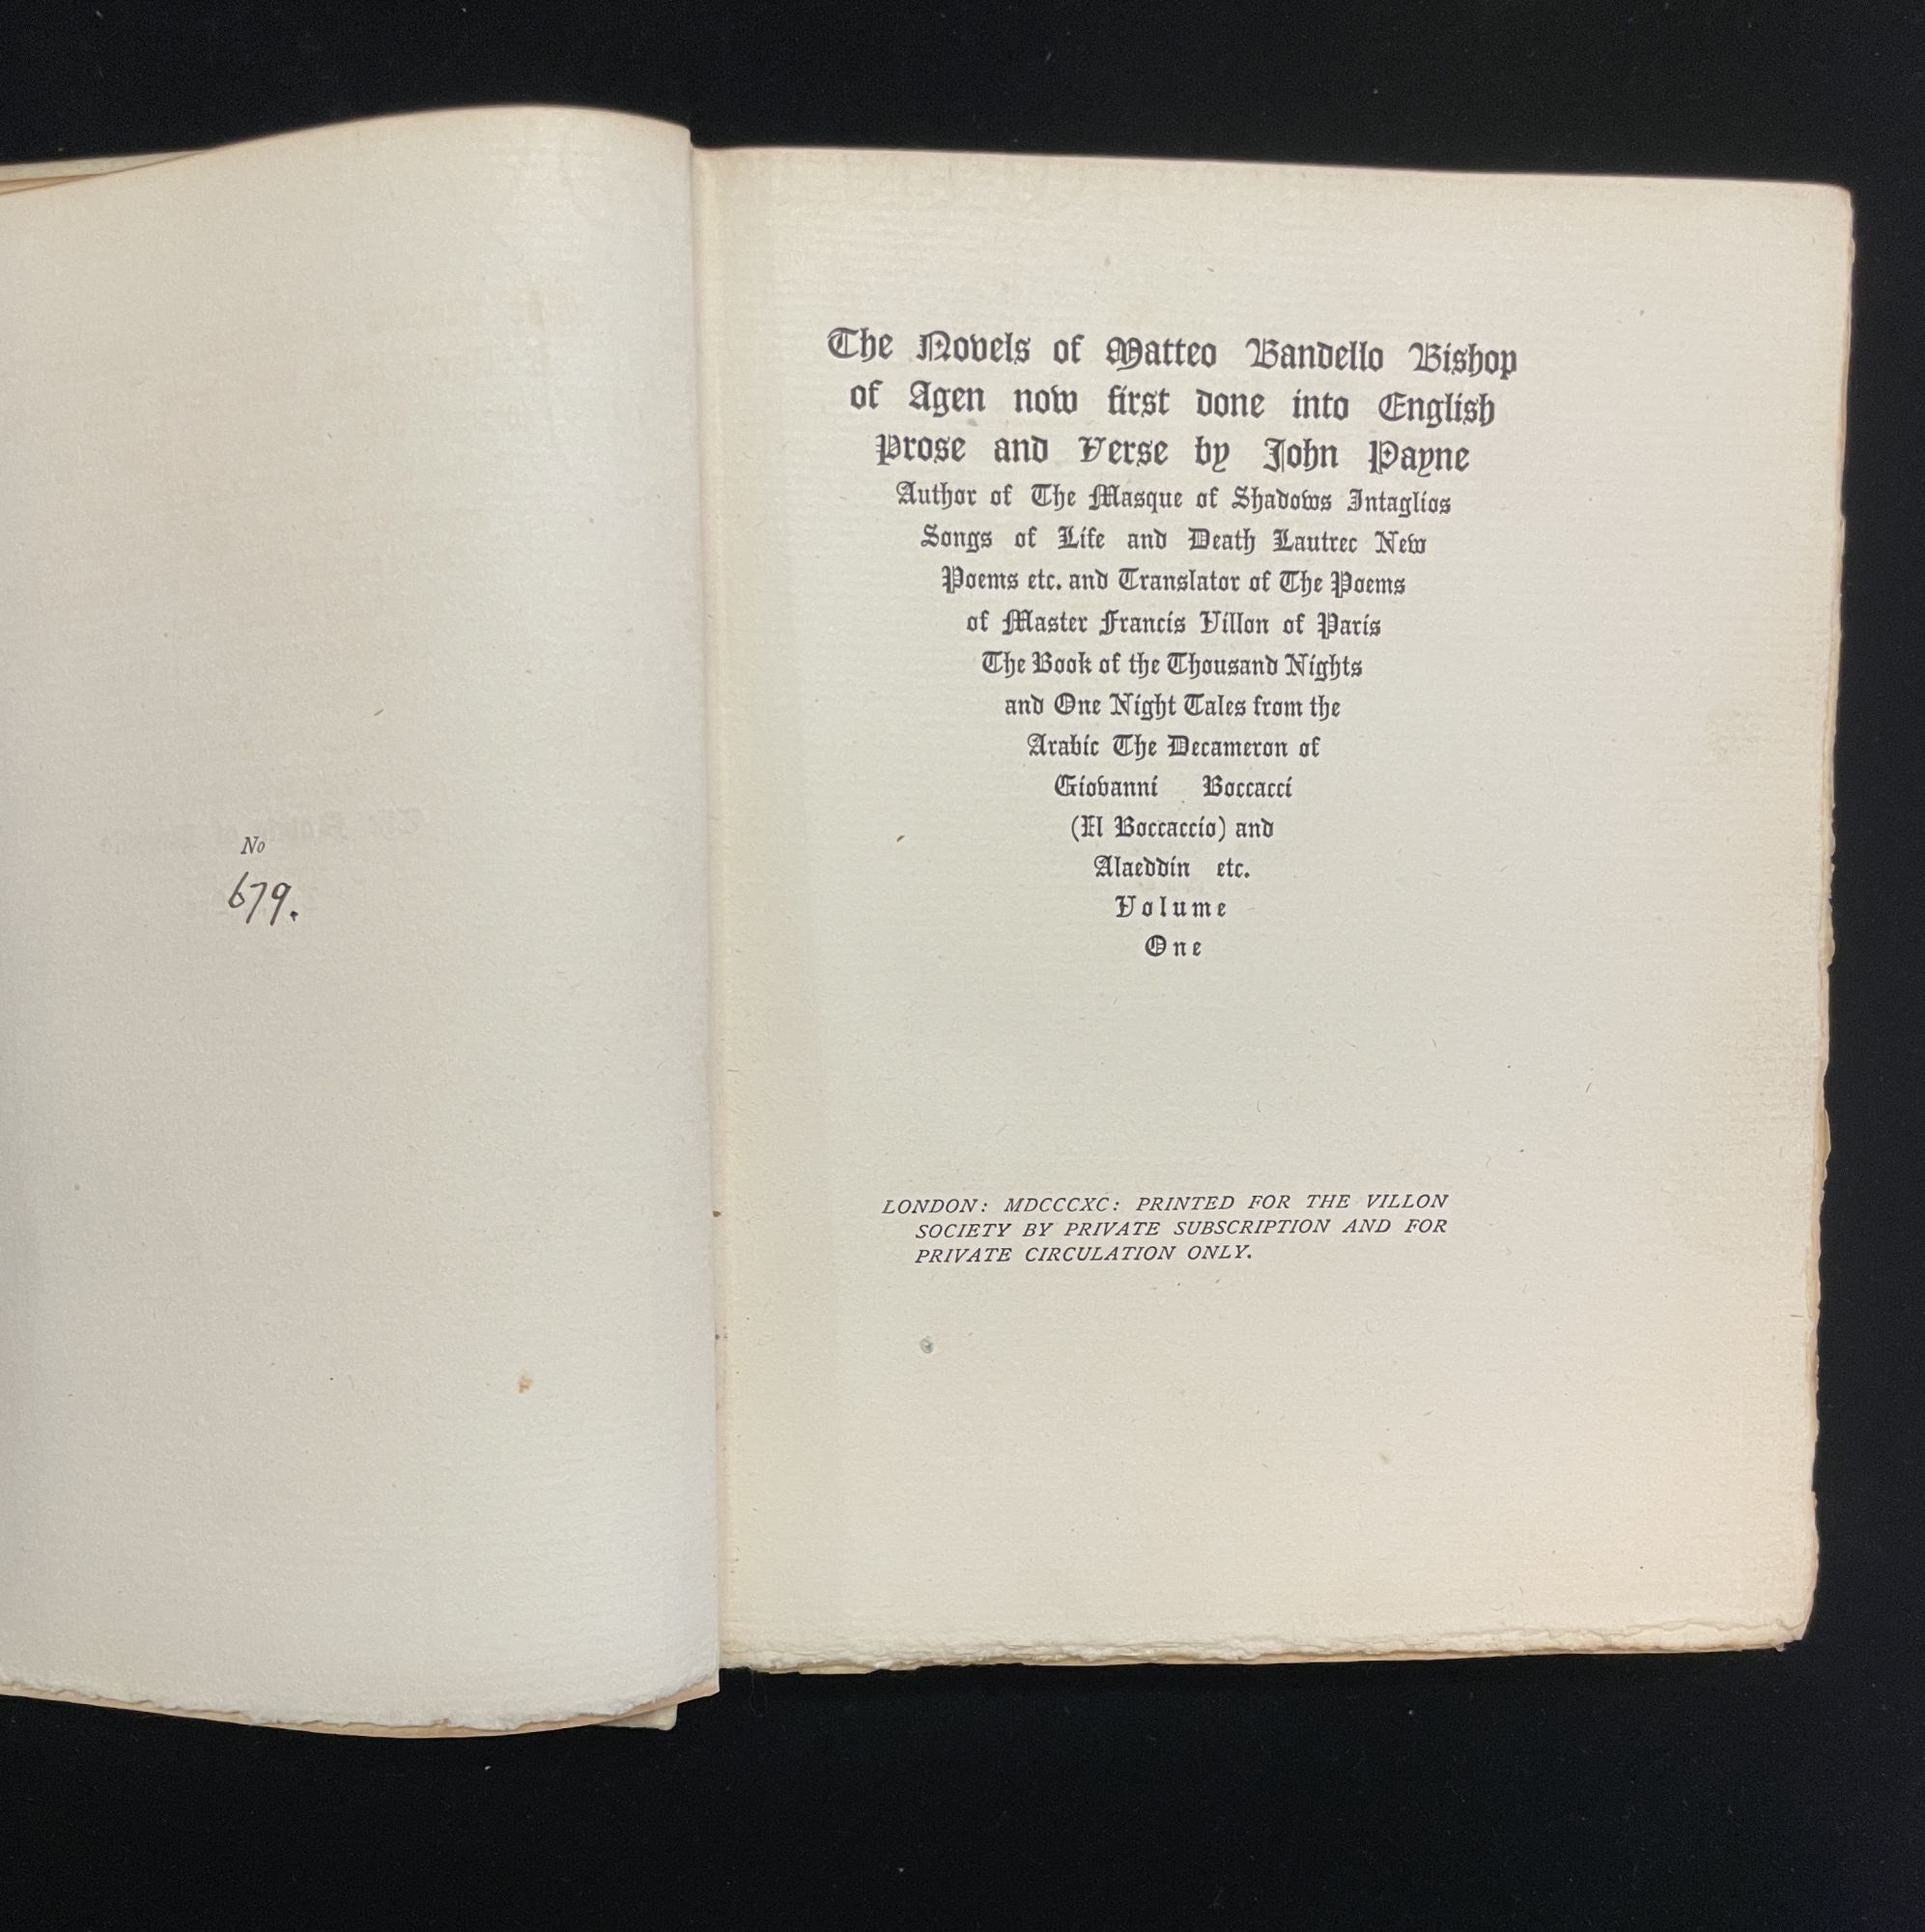 No
679.
The Novels of Matteo Bandello Bishop
of Agen now first done into English
Prose and Verse by John Payne
Author of The Masque of Shadows Intaglios
Songs of Life and Death Lautrec New
Poems etc. and Translator of The Poems
of Master Francis Villon of Paris
The Book of the Thousand Nights
and One Night Tales from the
Arabic The Decameron of
Giovanni Boccacci
(Il Boccaccio) and
Alaeddin etc.
Volume
One
LONDON: MDCCCXC: PRINTED FOR THE VILLON
SOCIETY BY PRIVATE SUBSCRIPTION AND FOR
PRIVATE CIRCULATION ONLY.